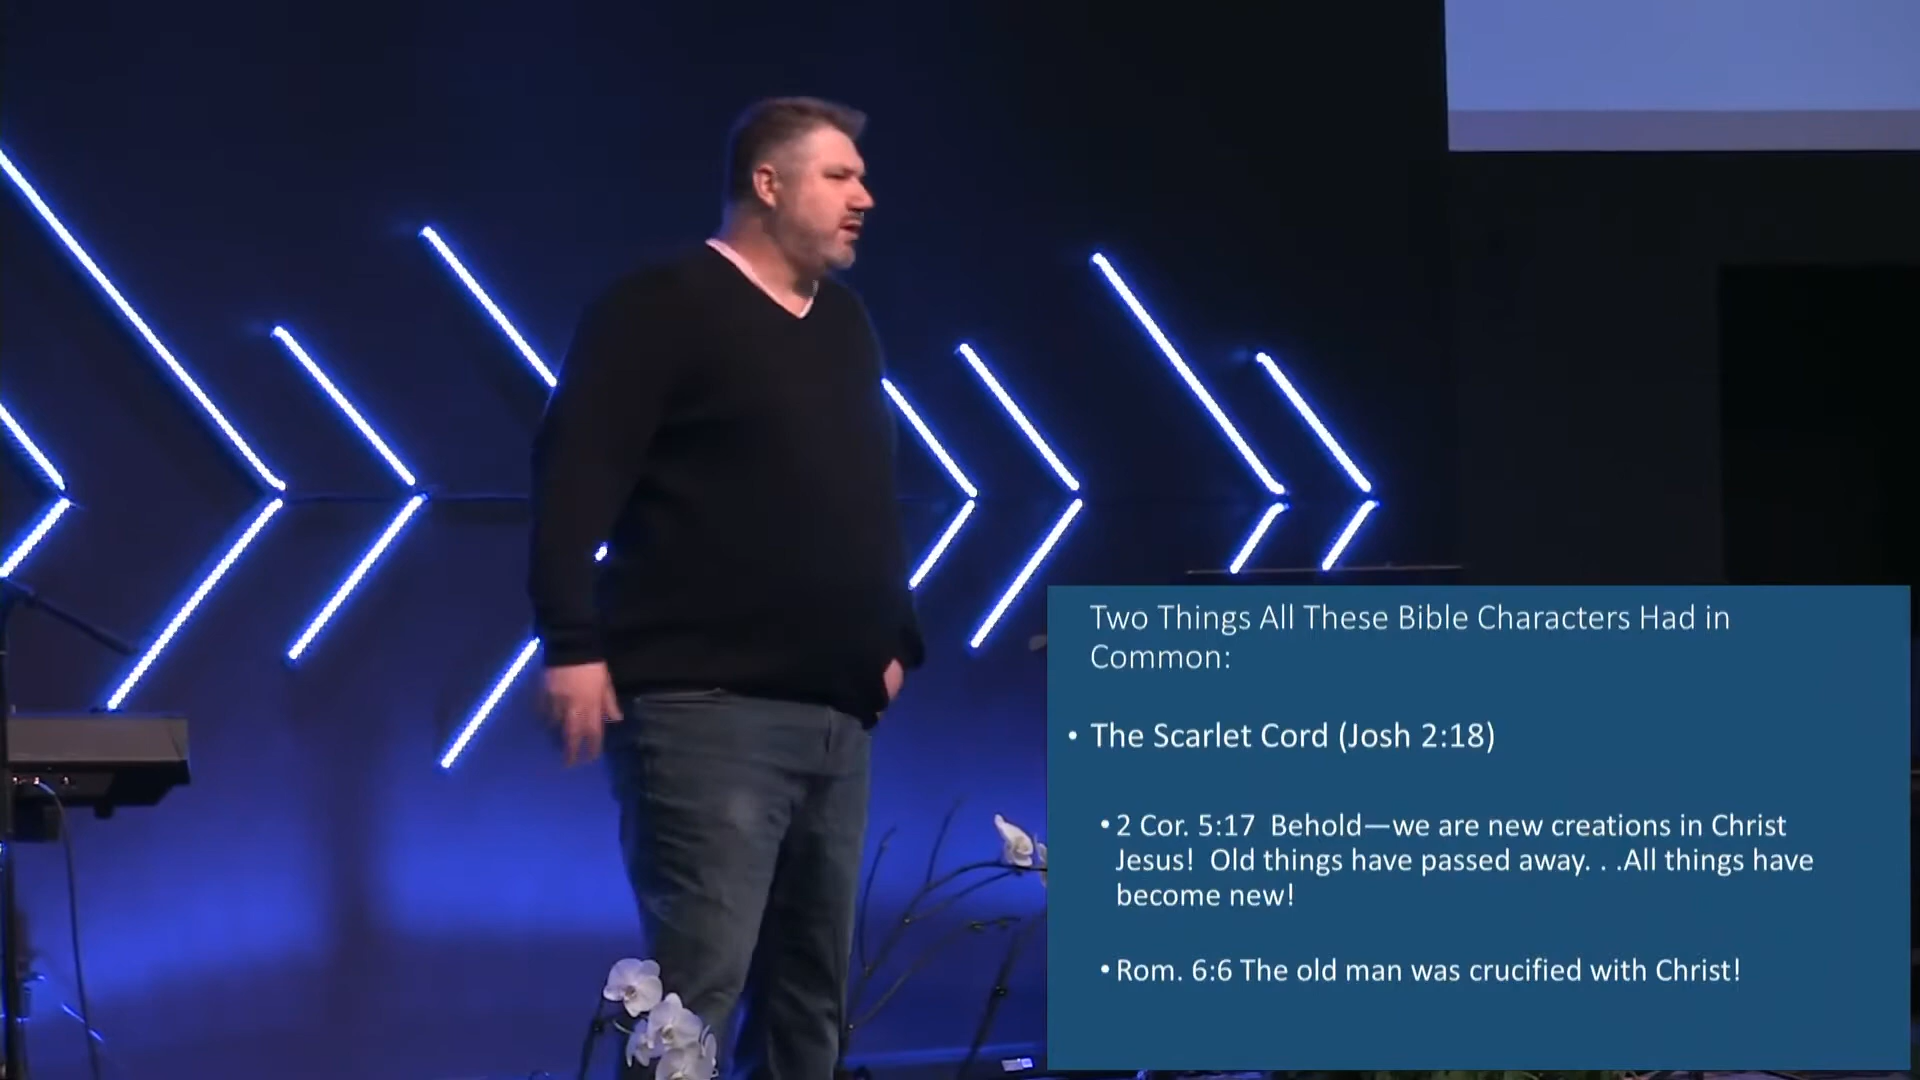 Two Things All These Bible Characters Had in
Common:
• The Scarlet Cord (Josh 2:18)
• 2 Cor. 5:17 Behold—we are new creations in Christ
Jesus! Old things have passed away. . .All things have
become new!
• Rom. 6:6 The old man was crucified with Christ!